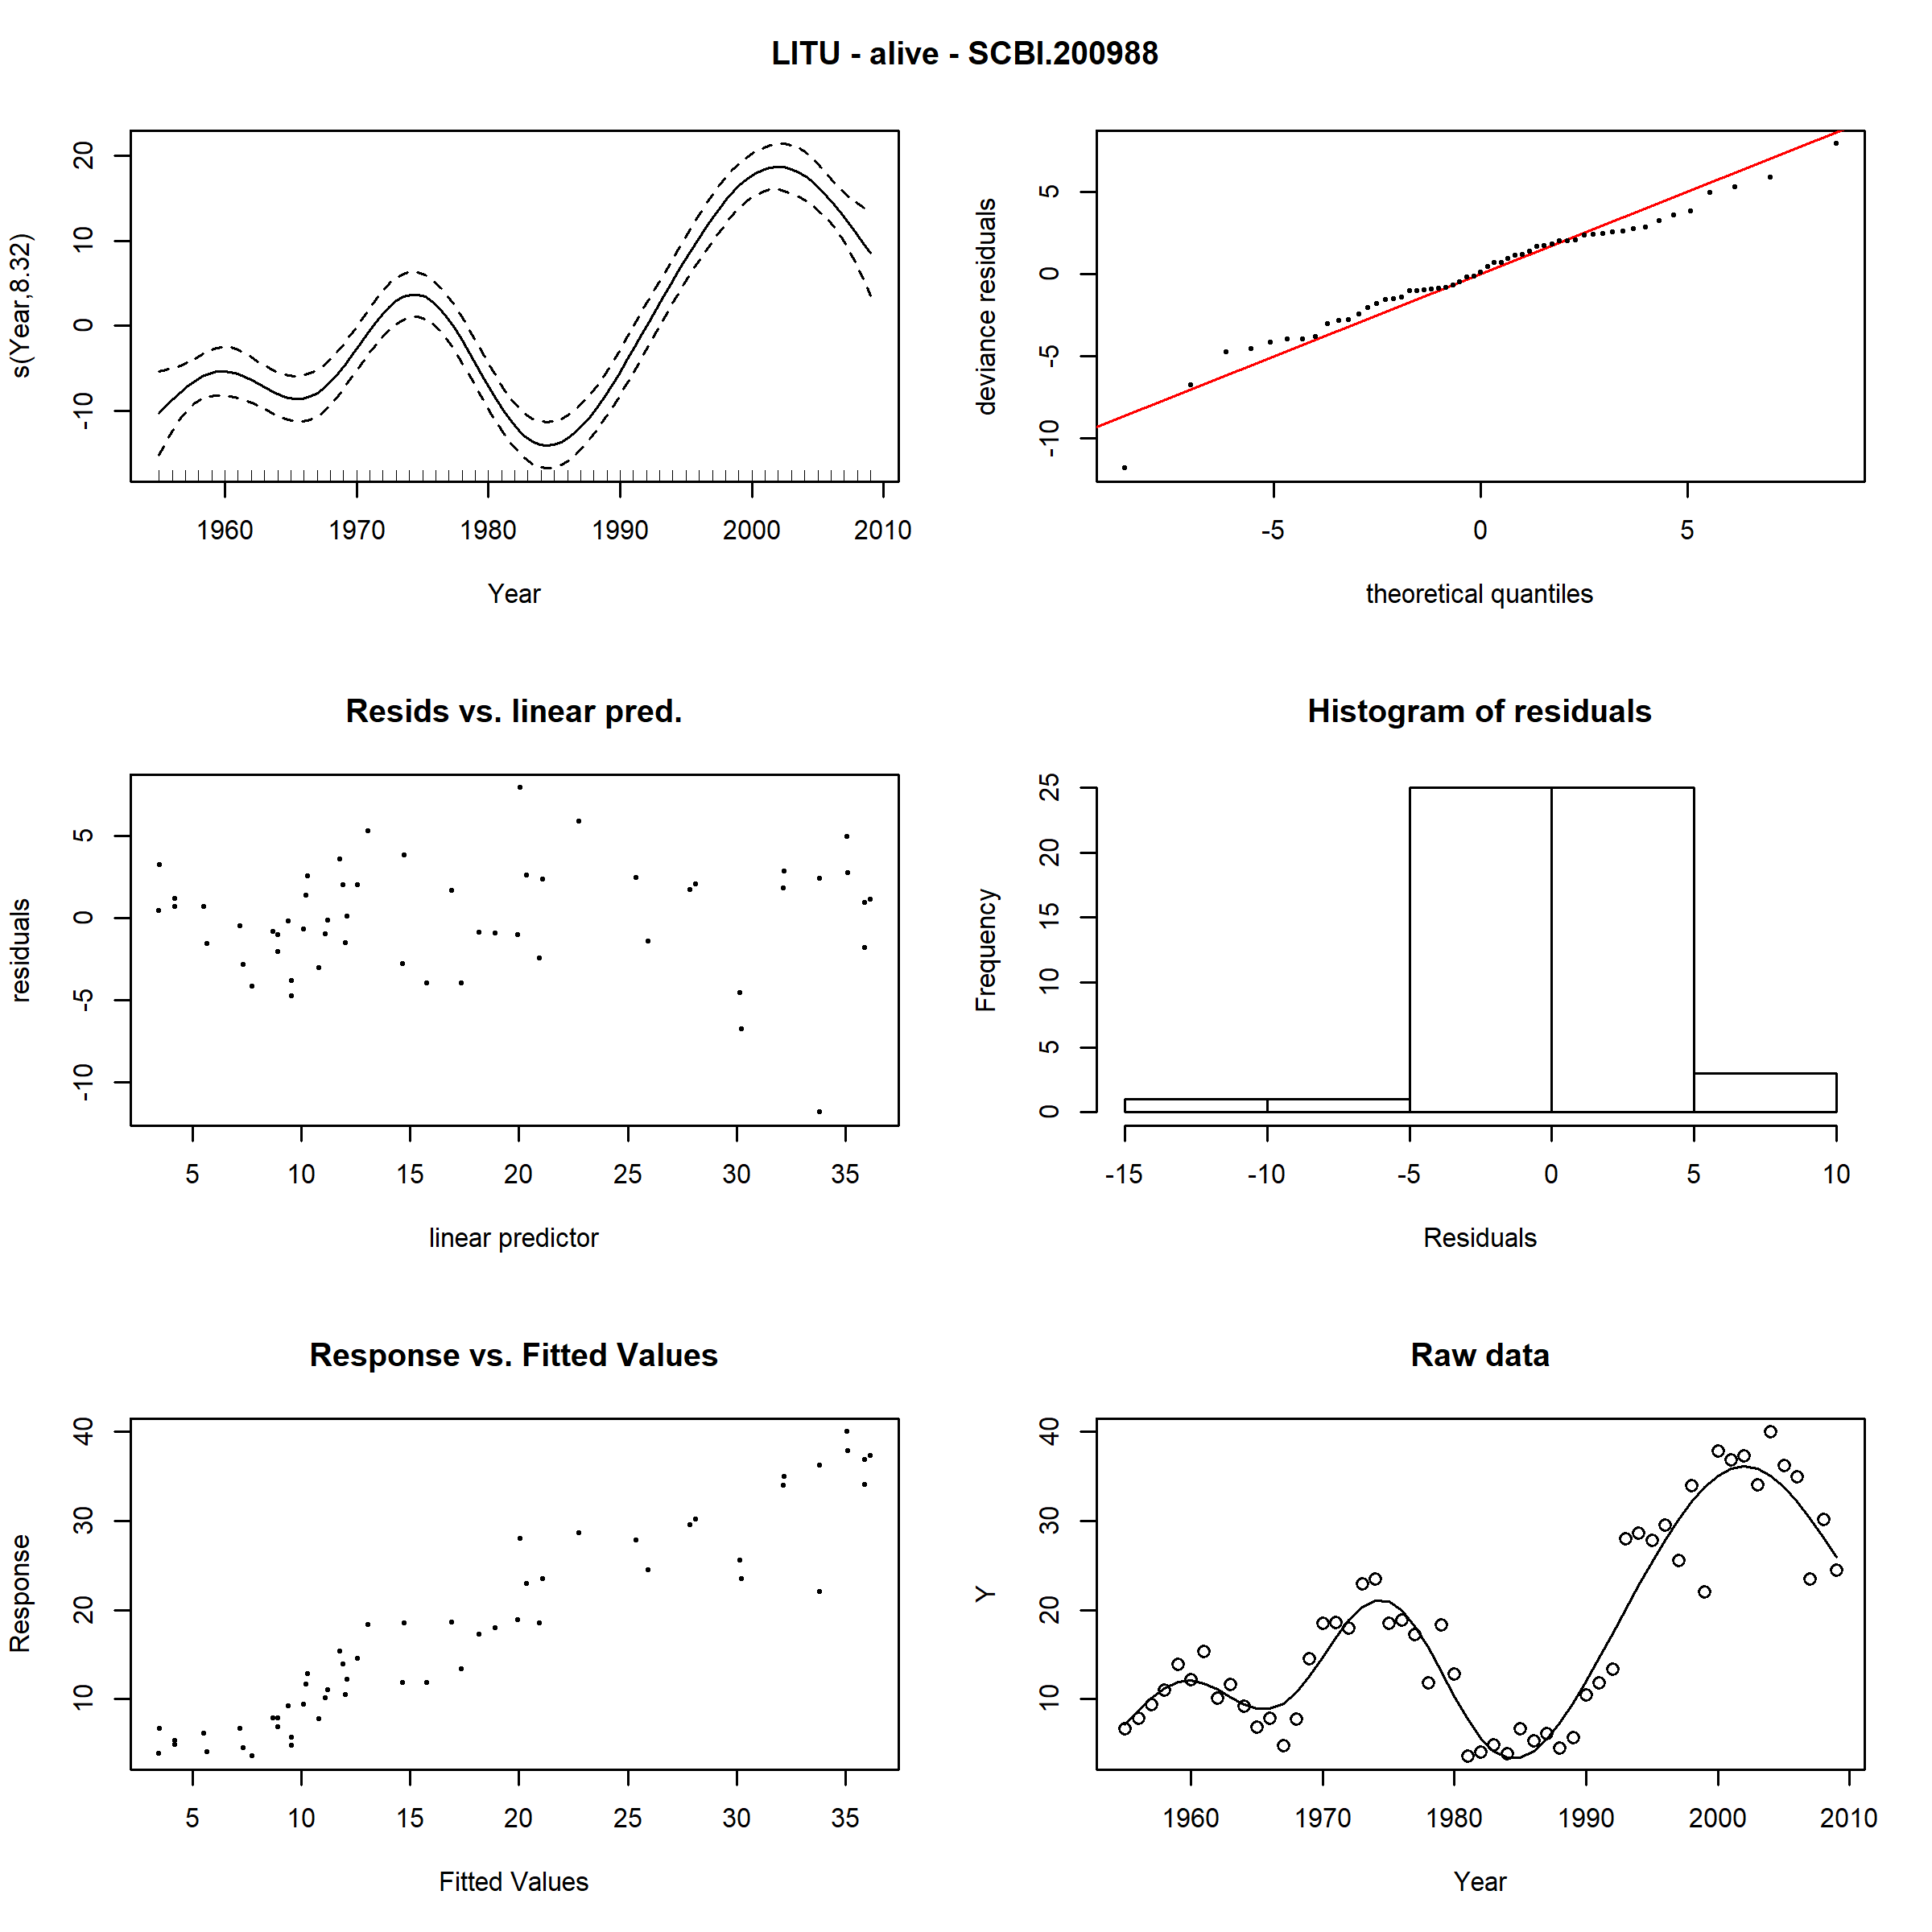 LITU - alive - SCBI.200988
s(Year,8.32)
20
10
0
-10
1960 1970 1980 1990 2000 2010
Year
deviance residuals
5
0
-5
-10
-5 0 5
theoretical quantiles
Resids vs. linear pred.
residuals
5
0
-5
-10
5 10 15 20 25 30 35
linear predictor
Histogram of residuals
Frequency
25
20
15
10
5
0
-15 -10 -5 0 5 10
Residuals
Response vs. Fitted Values
Response
40
30
20
10
5 10 15 20 25 30 35
Fitted Values
Raw data
Y
40
30
20
10
1960 1970 1980 1990 2000 2010
Year